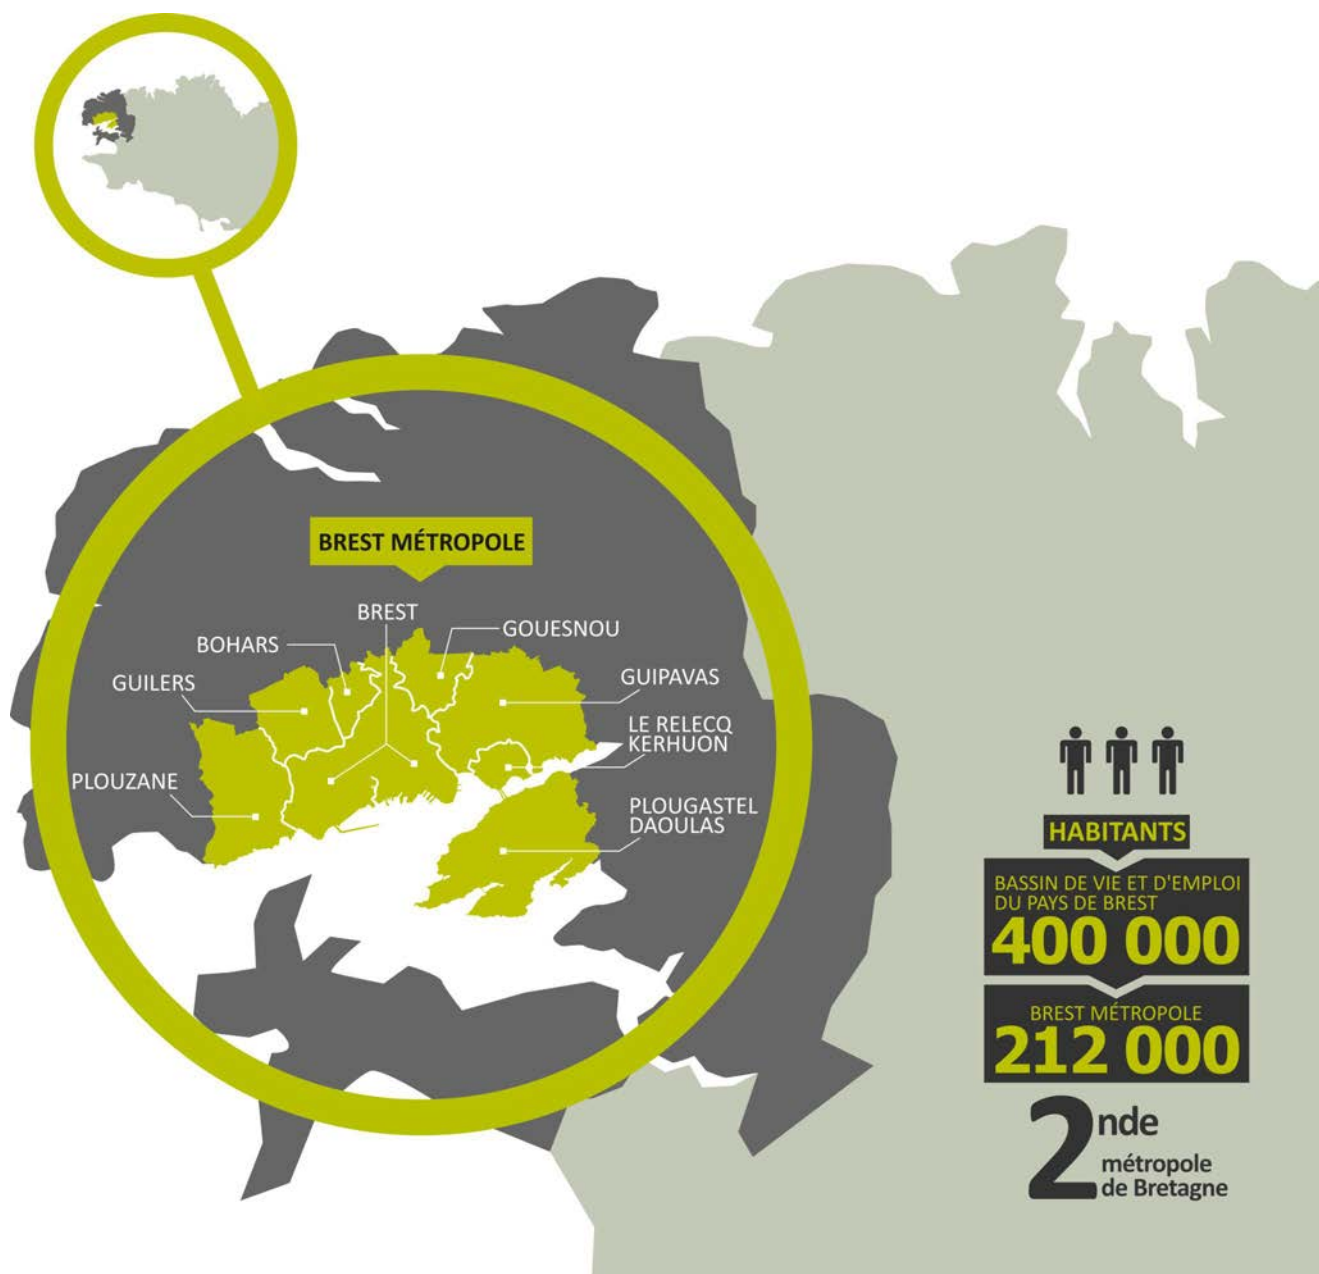 BREST MÉTROPOLE
BREST
GOUESNOU
BOHARS
GUILERS
GUIPAVAS
LE RELECQ
KERHUON
PLOUZANE
PLOUGASTEL
DAOULAS
HABITANTS
BASSIN DE VIE ET D'EMPLOI
DU PAYS DE BREST
400 000
BREST MÉTROPOLE
212 000
2nde
métropole
de Bretagne